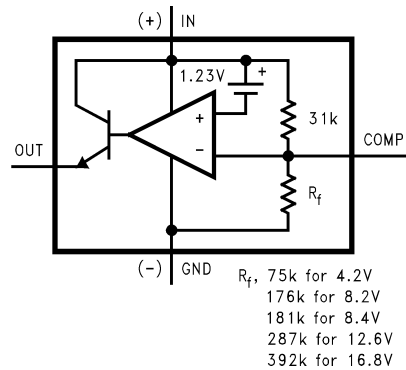 (+) IN
1.23V +
31k
+
COMP
OUT
−
Rf
(−) GND
Rf, 75k for 4.2V
176k for 8.2V
181k for 8.4V
287k for 12.6V
392k for 16.8V